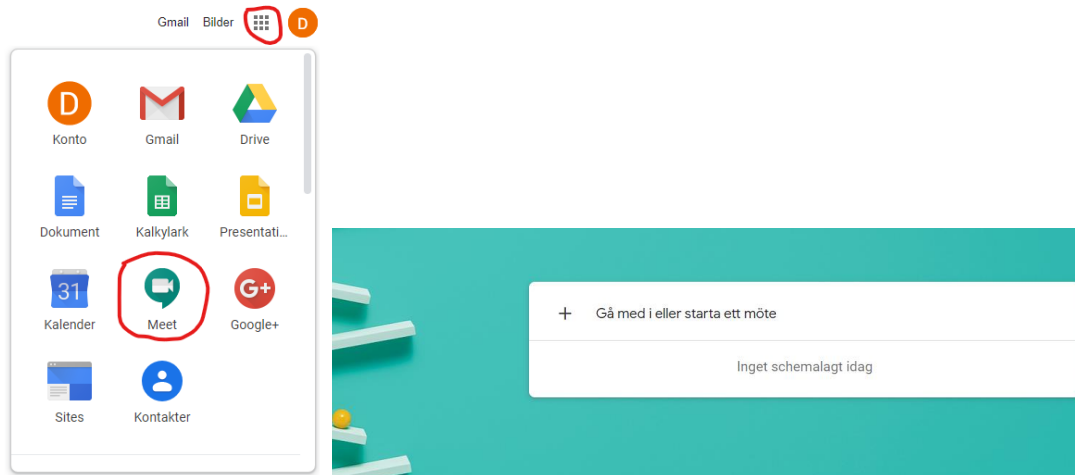 Gmail Bilder D
D
Konto Gmail Drive
Dokument Kalkylark Presentati...
31 G+
Kalender Meet Google+
Sites Kontakter
+ Gå med i eller starta ett möte
Inget schemalagt idag